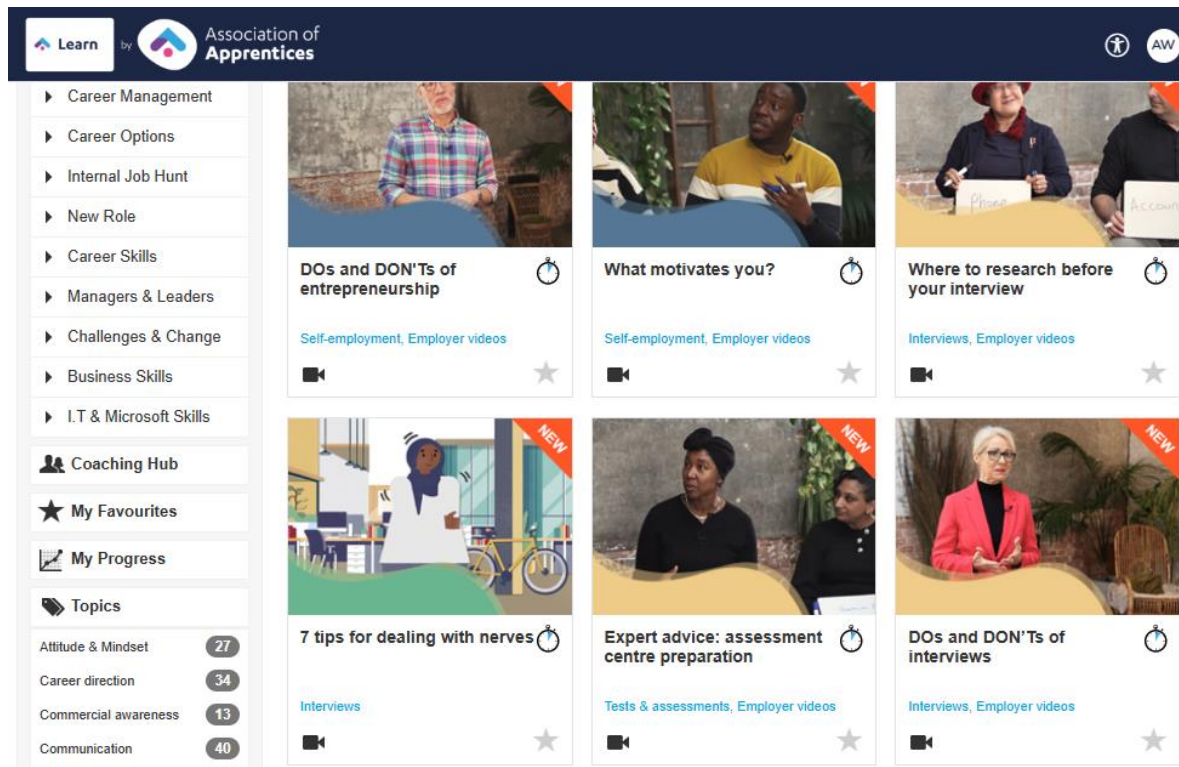 Learn
by
Association of
Apprentices
AW
Career Management
Career Options
Internal Job Hunt
New Role
Career Skills
Managers & Leaders
Challenges & Change
Business Skills
I.T & Microsoft Skills
Coaching Hub
My Favourites
My Progress
Topics
Attitude & Mindset 27
Career direction 34
Commercial awareness 13
Communication 40
DOs and DON'Ts of
entrepreneurship
Self-employment, Employer videos
What motivates you?
Self-employment, Employer videos
Phone
Accoun
Where to research before
your interview
Interviews, Employer videos
NEW
7 tips for dealing with nerves
Interviews
NEW
Expert advice: assessment
centre preparation
Tests & assessments, Employer videos
NEW
DOs and DON’Ts of
interviews
Interviews, Employer videos